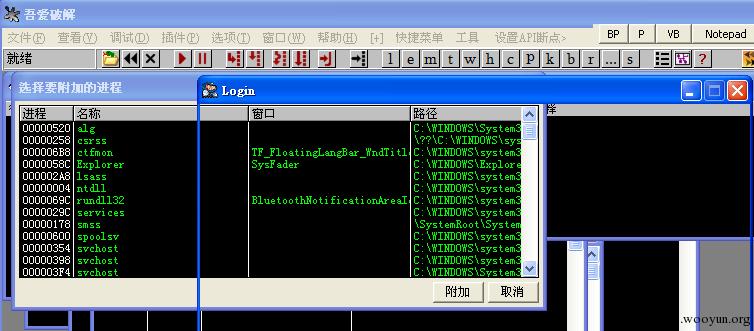 吾爱破解
文件(F) 查看(V) 调试(D) 插件(P) 选项(T) 窗口(W) 帮助(H) [+] 快捷菜单 工具 设置API断点>
BP P VB Notepad
就绪
l e m t w h c p k b r ... s
选择要附加的进程
Login
进程 名称 窗口 路径
00000520 alg C:\WINDOWS\System3
00000258 csrss \??\C:\WINDOWS\sys
000006B8 ctfmon TF_FloatingLangBar_WndTitl C:\WINDOWS\system3
0000056C Explorer SysFader C:\WINDOWS\Explore
000002A8 lsass C:\WINDOWS\system3
00000004 ntdll C:\WINDOWS\system3
0000069C rundll32 BluetoothNotificationAreaI C:\WINDOWS\system3
0000029C services C:\WINDOWS\system3
00000178 smss \SystemRoot\System
00000600 spoolsv C:\WINDOWS\system3
00000354 svchost C:\WINDOWS\system3
00000398 svchost C:\WINDOWS\system3
000003F4 svchost C:\WINDOWS\System3
附加 取消
.wooyun.org